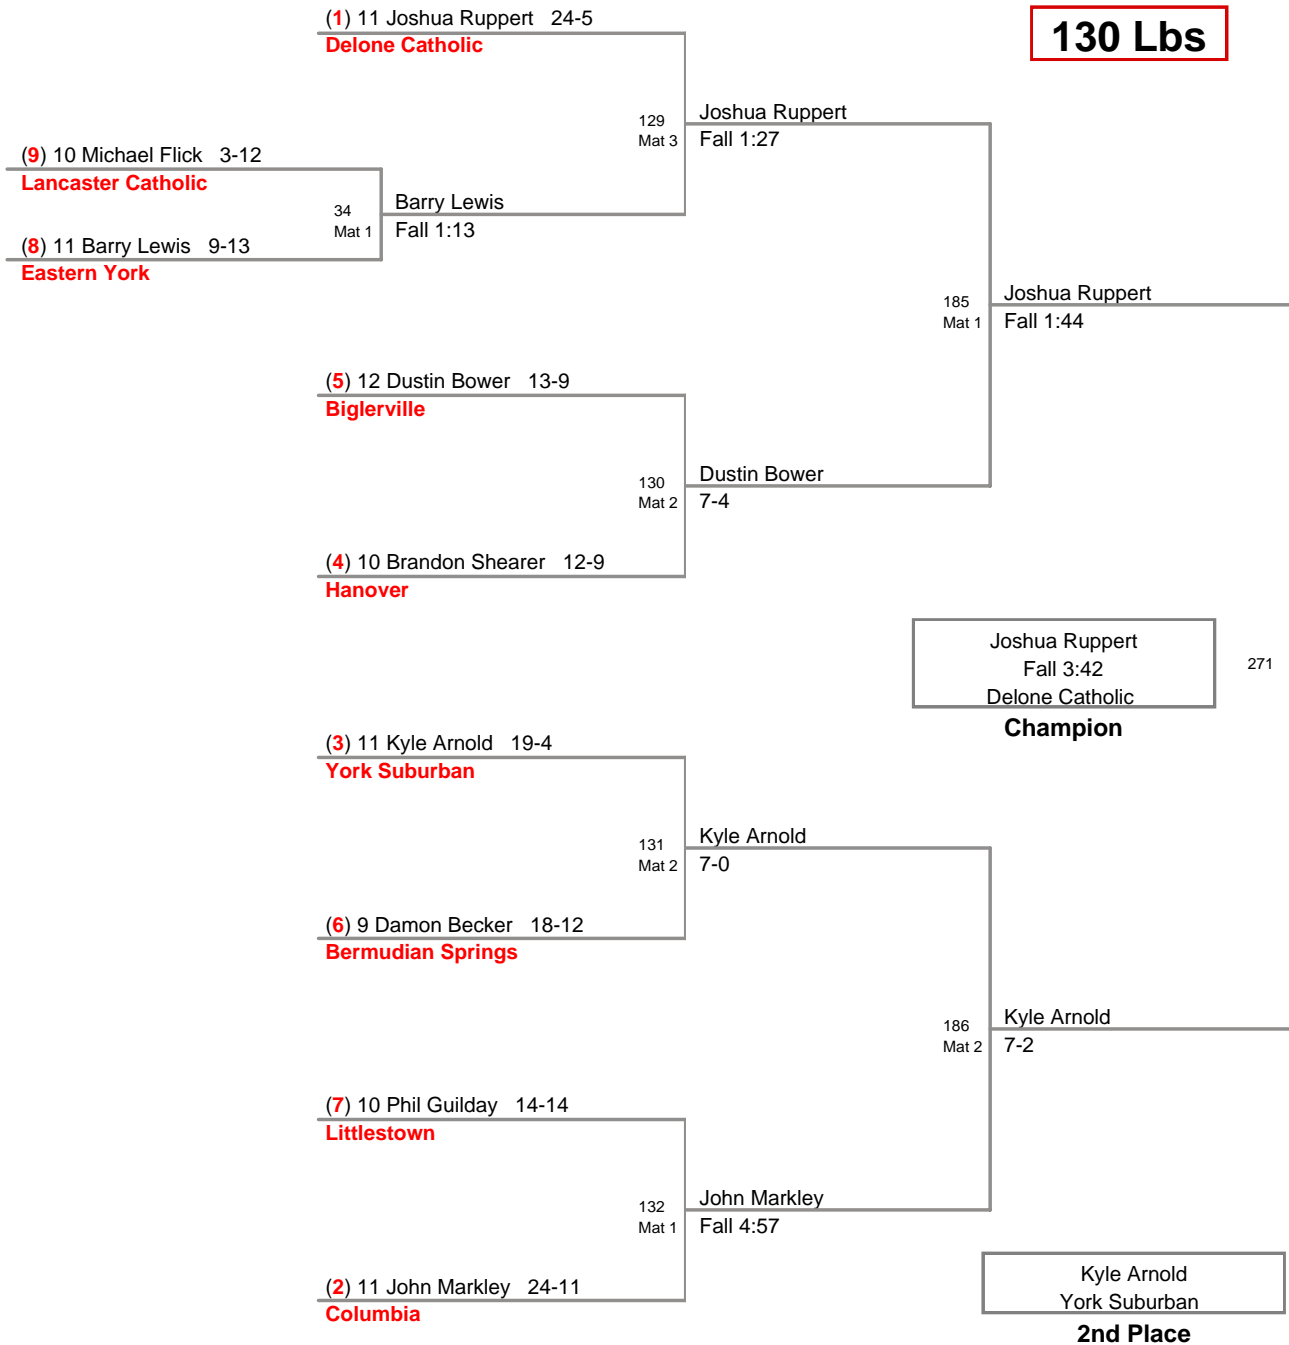 (1) 11 Joshua Ruppert 24-5
Delone Catholic
130 Lbs
129
Mat 3
Joshua Ruppert
Fall 1:27
(9) 10 Michael Flick 3-12
Lancaster Catholic
34
Mat 1
Barry Lewis
Fall 1:13
(8) 11 Barry Lewis 9-13
Eastern York
185
Mat 1
Joshua Ruppert
Fall 1:44
(5) 12 Dustin Bower 13-9
Biglerville
130
Mat 2
Dustin Bower
7-4
(4) 10 Brandon Shearer 12-9
Hanover
Joshua Ruppert
Fall 3:42
Delone Catholic
Champion
271
(3) 11 Kyle Arnold 19-4
York Suburban
131
Mat 2
Kyle Arnold
7-0
(6) 9 Damon Becker 18-12
Bermudian Springs
186
Mat 2
Kyle Arnold
7-2
(7) 10 Phil Guilday 14-14
Littlestown
132
Mat 1
John Markley
Fall 4:57
(2) 11 John Markley 24-11
Columbia
Kyle Arnold
York Suburban
2nd Place